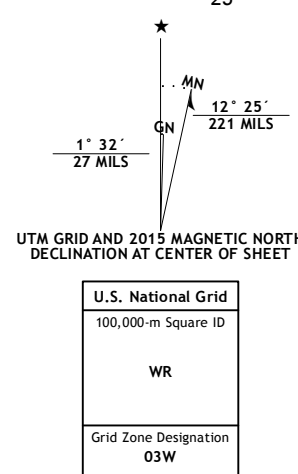 ★
MN
GN
12° 25´
221 MILS
1° 32´
27 MILS
UTM GRID AND 2015 MAGNETIC NORTH
DECLINATION AT CENTER OF SHEET
U.S. National Grid
100,000-m Square ID
WR
Grid Zone Designation
03W